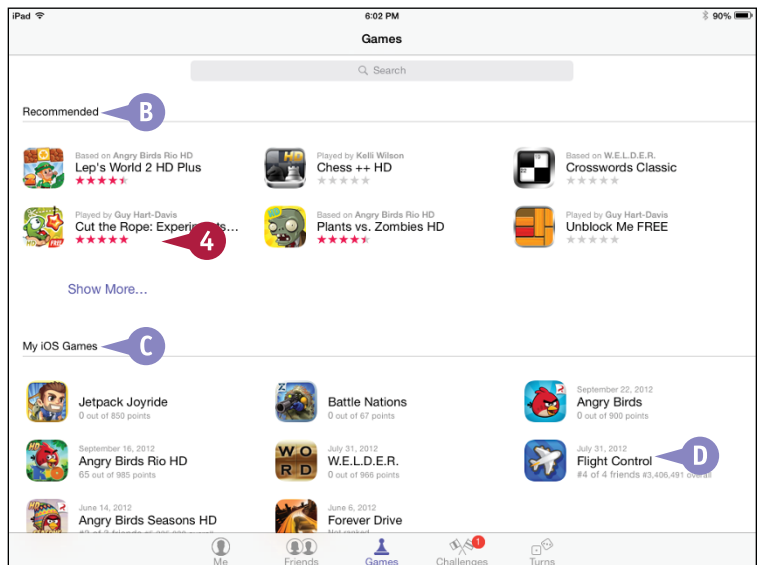 iPad 6:02 PM 90%
Games
Search
Recommended B
Based on Angry Birds Rio HD
Lep's World 2 HD Plus
Played by Kelli Wilson
Chess ++ HD
Based on W.E.L.D.E.R.
Crosswords Classic
Played by Guy Hart-Davis
Cut the Rope: Experiments...
4
Based on Angry Birds Rio HD
Plants vs. Zombies HD
Played by Guy Hart-Davis
Unblock Me FREE
Show More...
My iOS Games C
Jetpack Joyride
0 out of 850 points
Battle Nations
0 out of 67 points
September 22, 2012
Angry Birds
0 out of 900 points
September 16, 2012
Angry Birds Rio HD
65 out of 985 points
July 31, 2012
W.E.L.D.E.R.
0 out of 966 points
July 31, 2012
Flight Control D
#4 of 4 friends #3,406,491 overall
June 14, 2012
Angry Birds Seasons HD
June 6, 2012
Forever Drive
Not ranked
Me Friends Games Challenges 1 Turns